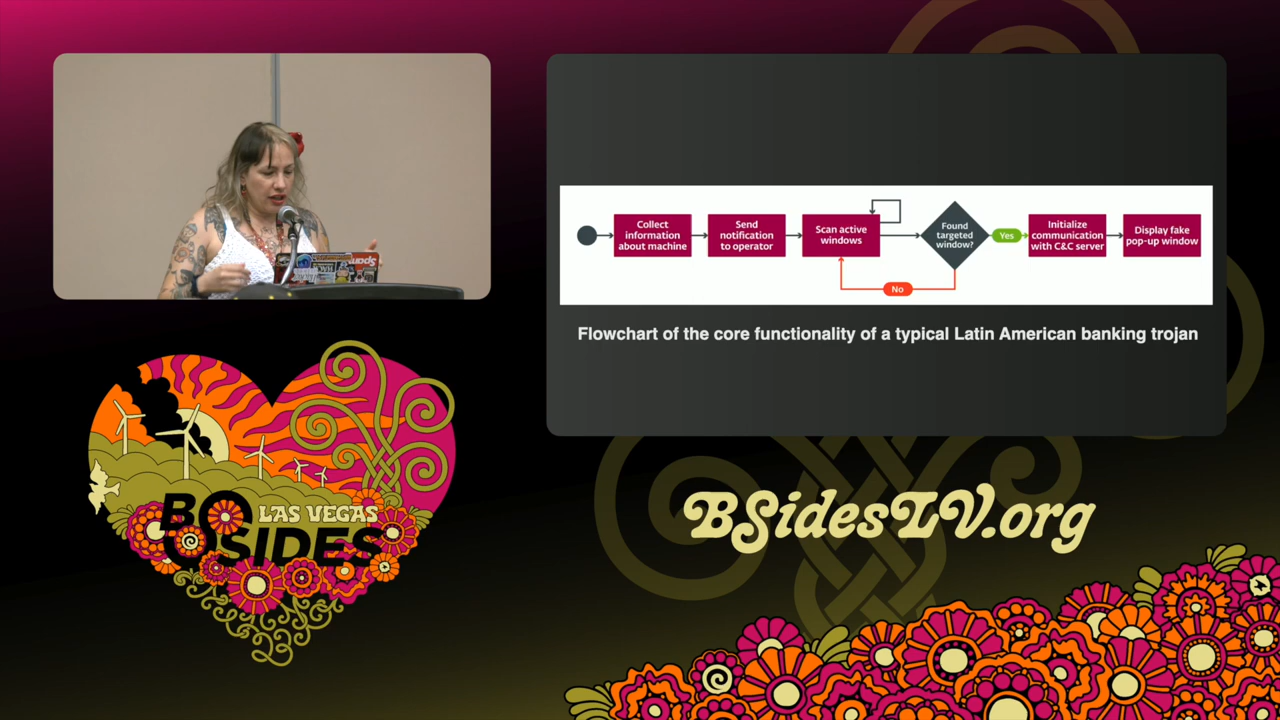 Collect
information
about machine
Send
notification
to operator
Scan active
windows
Found
targeted
window?
Yes
No
Initialize
communication
with C&C server
Display fake
pop-up window
Flowchart of the core functionality of a typical Latin American banking trojan
BSidesLV.org
LAS VEGAS
BSIDES